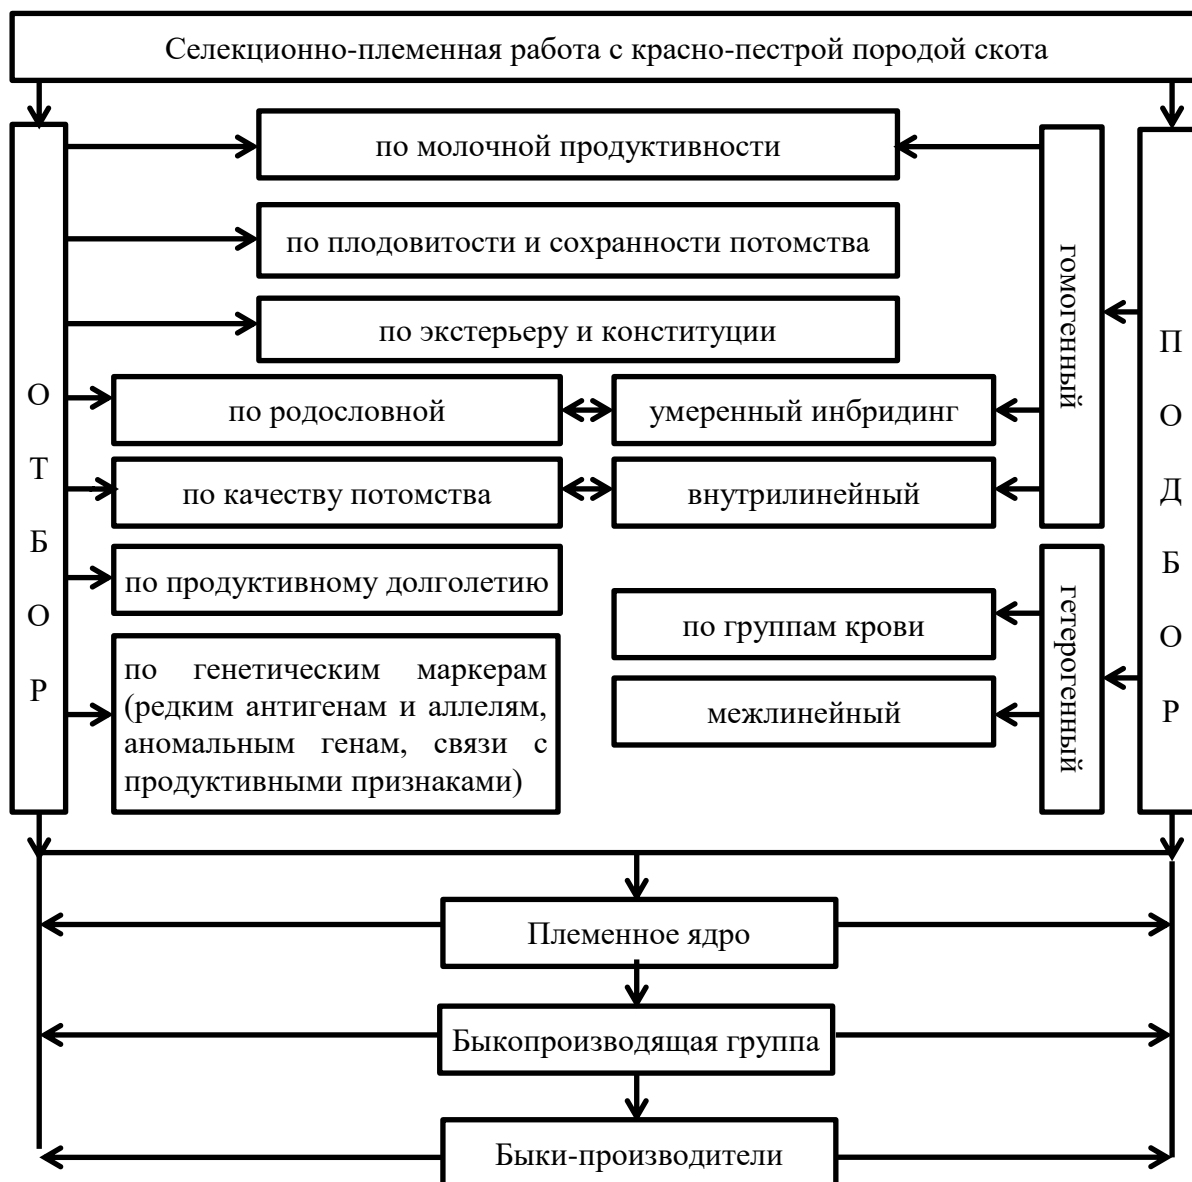 Селекционно-племенная работа с красно-пестрой породой скота
ОТБОР
по молочной продуктивности
по плодовитости и сохранности потомства
по экстерьеру и конституции
по родословной
умеренный инбридинг
по качеству потомства
внутрилинейный
по продуктивному долголетию
по группам крови
по генетическим маркерам
(редким антигенам и аллелям,
аномальным генам, связи с
продуктивными признаками)
межлинейный
гомогенный
гетерогенный
ПОДБОР
Племенное ядро
Быкопроизводящая группа
Быки-производители